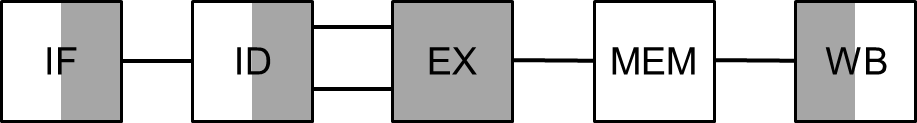 IF ID EX MEM WB